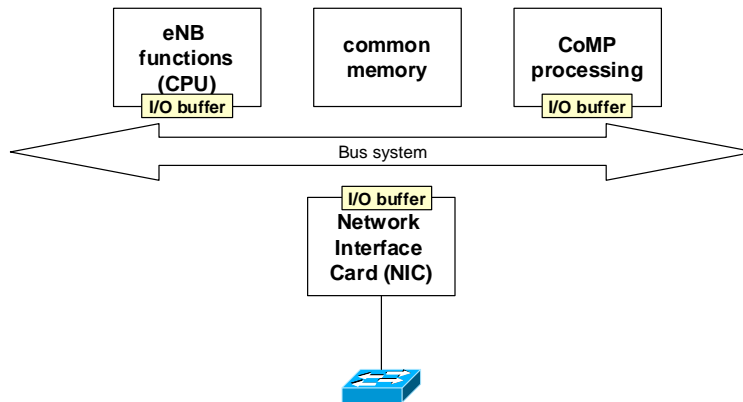 eNB
functions
(CPU)
I/O buffer
common
memory
CoMP
processing
I/O buffer
Bus system
I/O buffer
Network
Interface
Card (NIC)